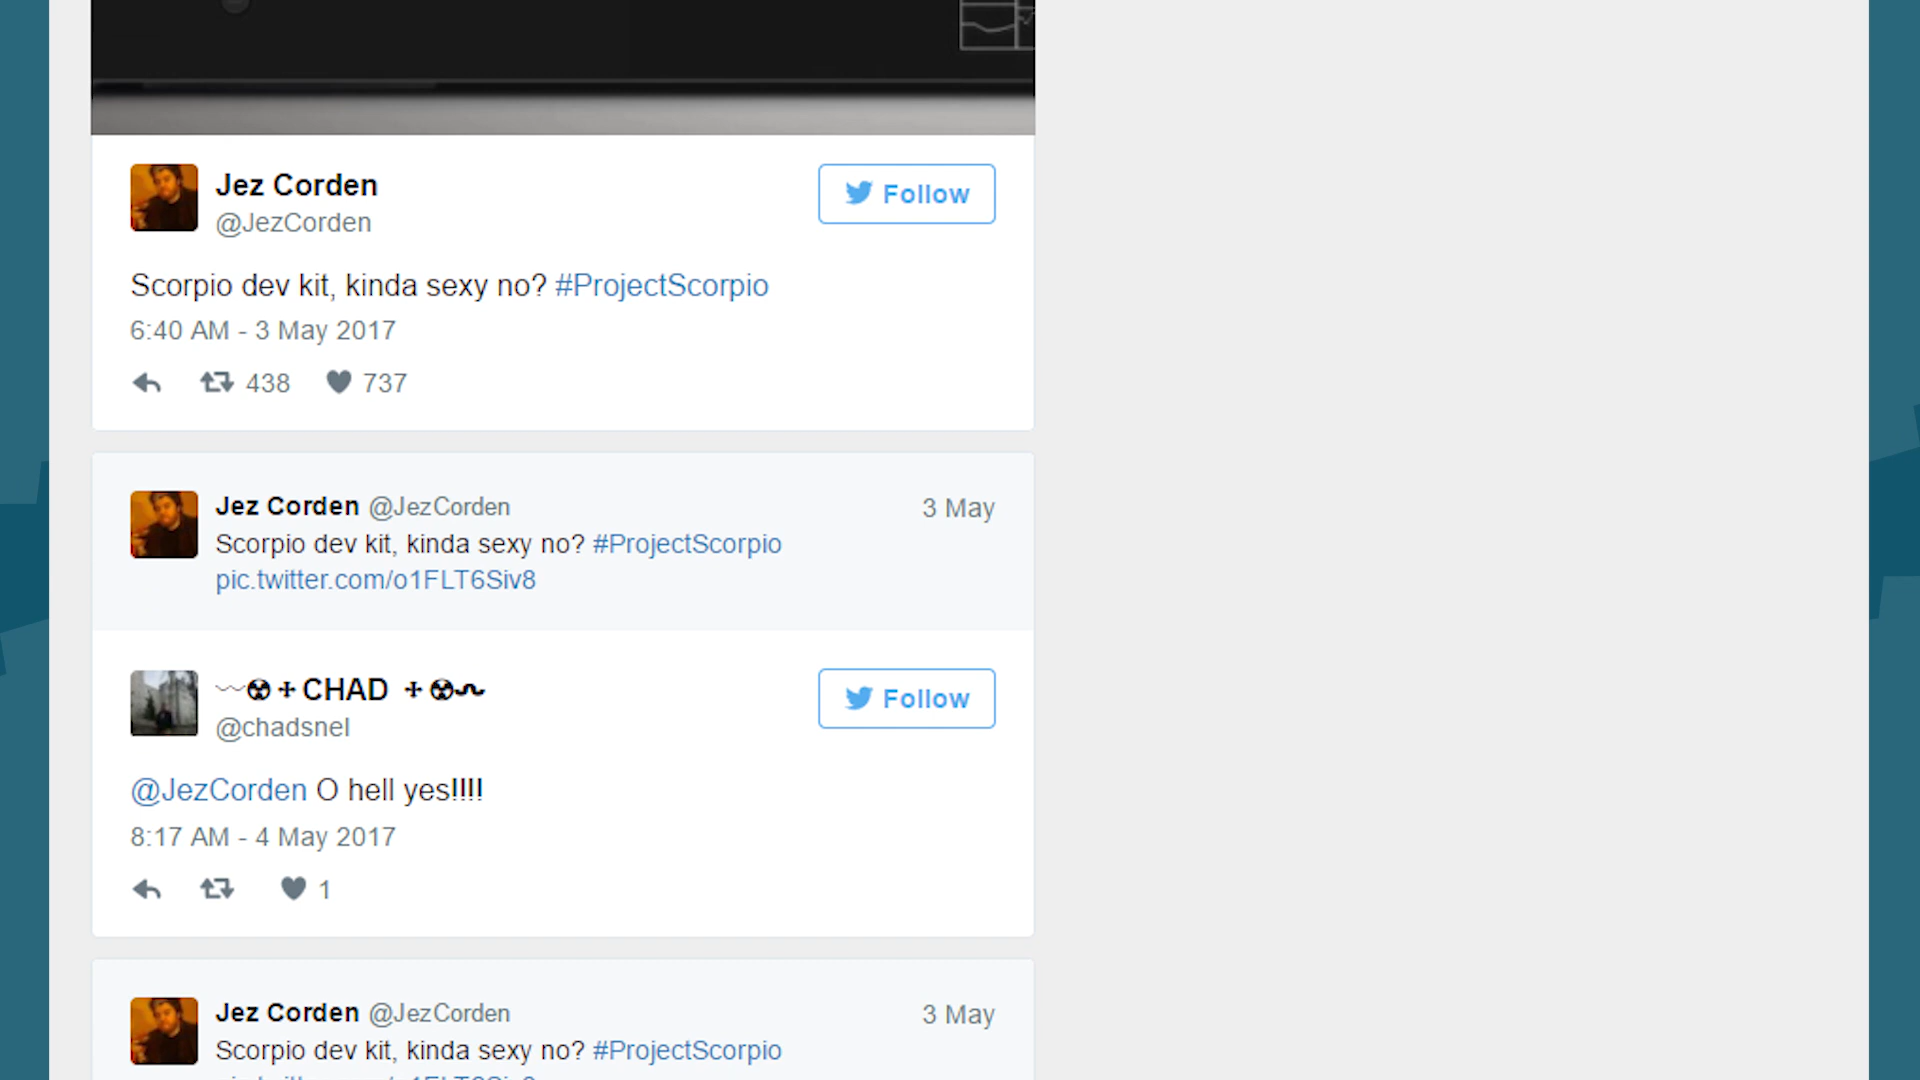 Jez Corden
@JezCorden
Follow
Scorpio dev kit, kinda sexy no? #ProjectScorpio
6:40 AM - 3 May 2017
438 737
Jez Corden @JezCorden 3 May
Scorpio dev kit, kinda sexy no? #ProjectScorpio
pic.twitter.com/o1FLT6Siv8
〰☢ ♱ CHAD ♱ ☢〰
@chadsnel
Follow
@JezCorden O hell yes!!!!
8:17 AM - 4 May 2017
1
Jez Corden @JezCorden 3 May
Scorpio dev kit, kinda sexy no? #ProjectScorpio